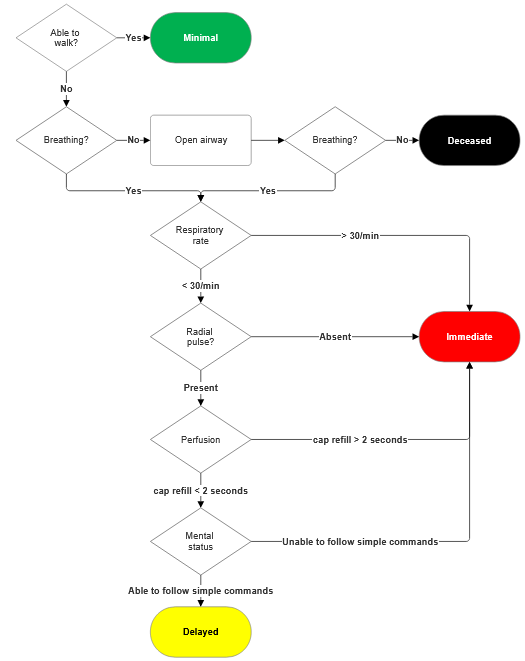 Able to
walk?
Yes
Minimal
No
Breathing?
No
Open airway
Breathing?
No
Deceased
Yes
Yes
Respiratory
rate
> 30/min
< 30/min
Radial
pulse?
Absent
Immediate
Present
Perfusion
cap refill > 2 seconds
cap refill < 2 seconds
Mental
status
Unable to follow simple commands
Able to follow simple commands
Delayed